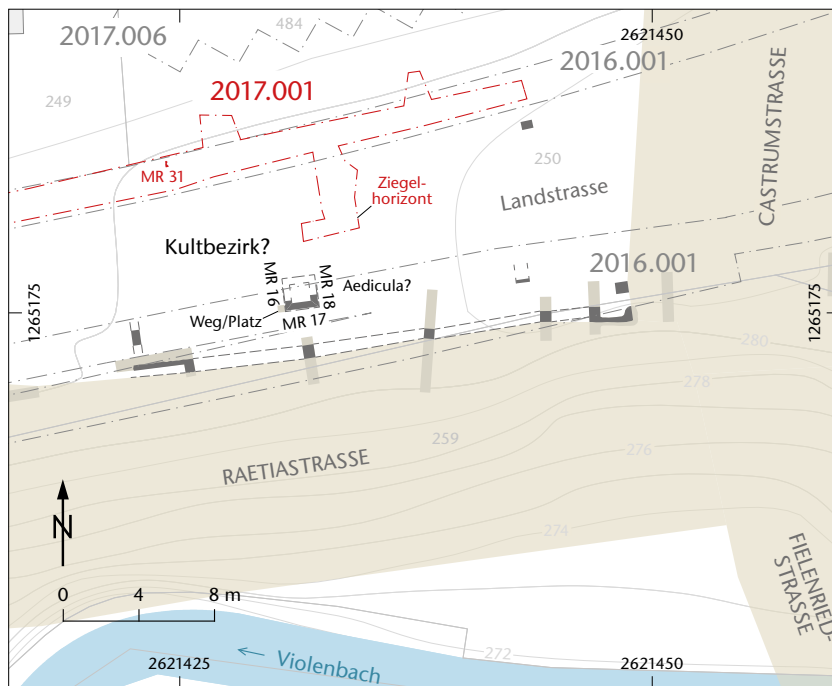 2017.006
484
2621450
2016.001
249
2017.001
CASTRUMSTRASSE
MR 31
Ziegel-
horizont
250
Landstrasse
Kultbezirk?
2016.001
MR 16
MR 18
Aedicula?
1265175
Weg/Platz
MR 17
1265175
280
278
259
276
RAETIASTRASSE
274
N
FIELENRIED-
STRASSE
0 4 8 m
272
← Violenbach
2621425
2621450